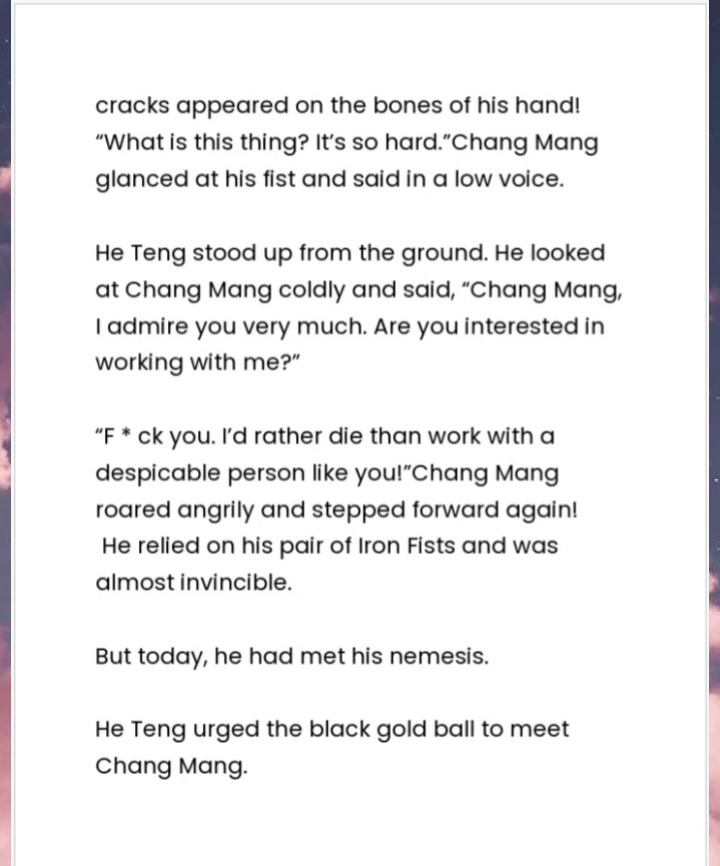 cracks appeared on the bones of his hand!
“What is this thing? It’s so hard.”Chang Mang
glanced at his fist and said in a low voice.
He Teng stood up from the ground. He looked
at Chang Mang coldly and said, “Chang Mang,
I admire you very much. Are you interested in
working with me?”
“F * ck you. I’d rather die than work with a
despicable person like you!”Chang Mang
roared angrily and stepped forward again!
He relied on his pair of Iron Fists and was
almost invincible.
But today, he had met his nemesis.
He Teng urged the black gold ball to meet
Chang Mang.